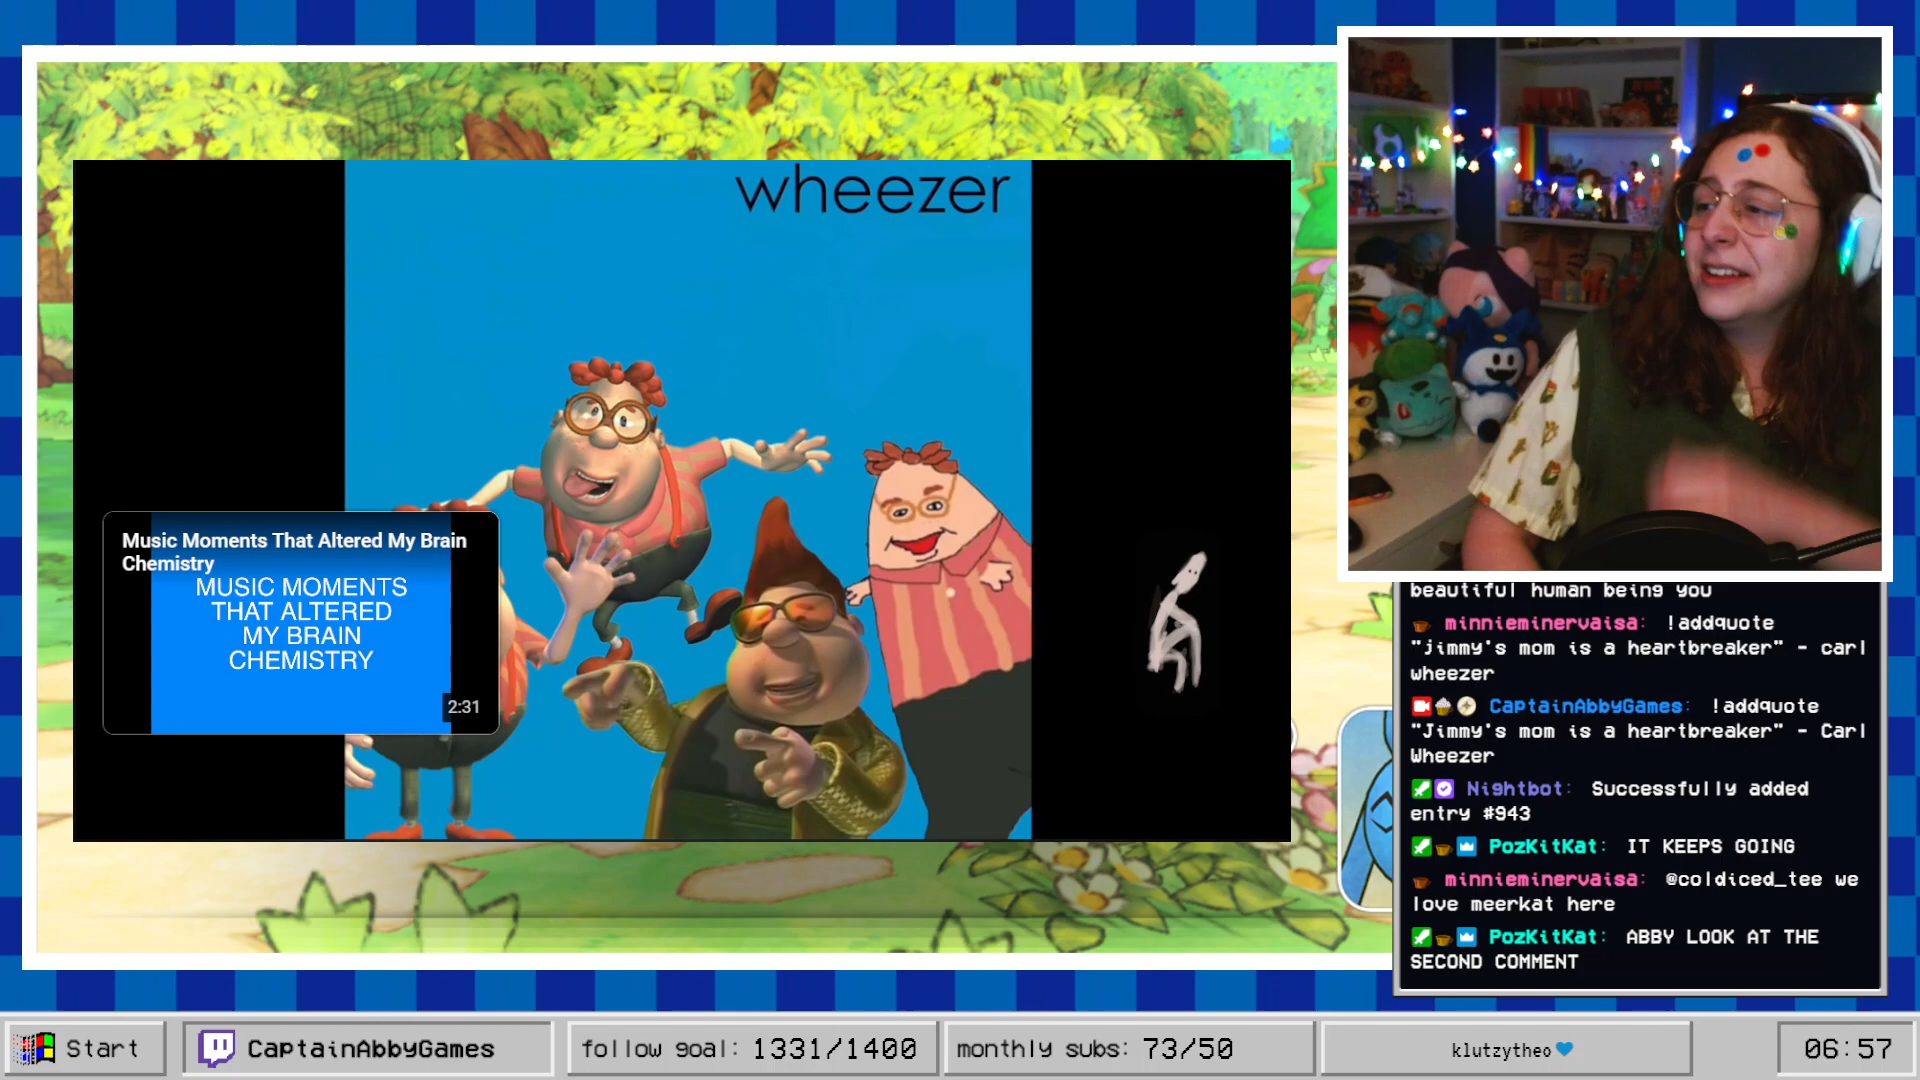 wheezer
Music Moments That Altered My Brain
Chemistry
MUSIC MOMENTS
THAT ALTERED
MY BRAIN
CHEMISTRY
2:31
beautiful human being you
minnieminervaisa: !addquote
"jimmy's mom is a heartbreaker" - carl
wheezer
CaptainAbbyGames: !addquote
"Jimmy's mom is a heartbreaker" - Carl
Wheezer
Nightbot: Successfully added
entry #943
PozKitKat: IT KEEPS GOING
minnieminervaisa: @coldiced_tee we
love meerkat here
PozKitKat: ABBY LOOK AT THE
SECOND COMMENT
Start
CaptainAbbyGames
follow goal: 1331/1400
monthly subs: 73/50
klutzytheo
06:57